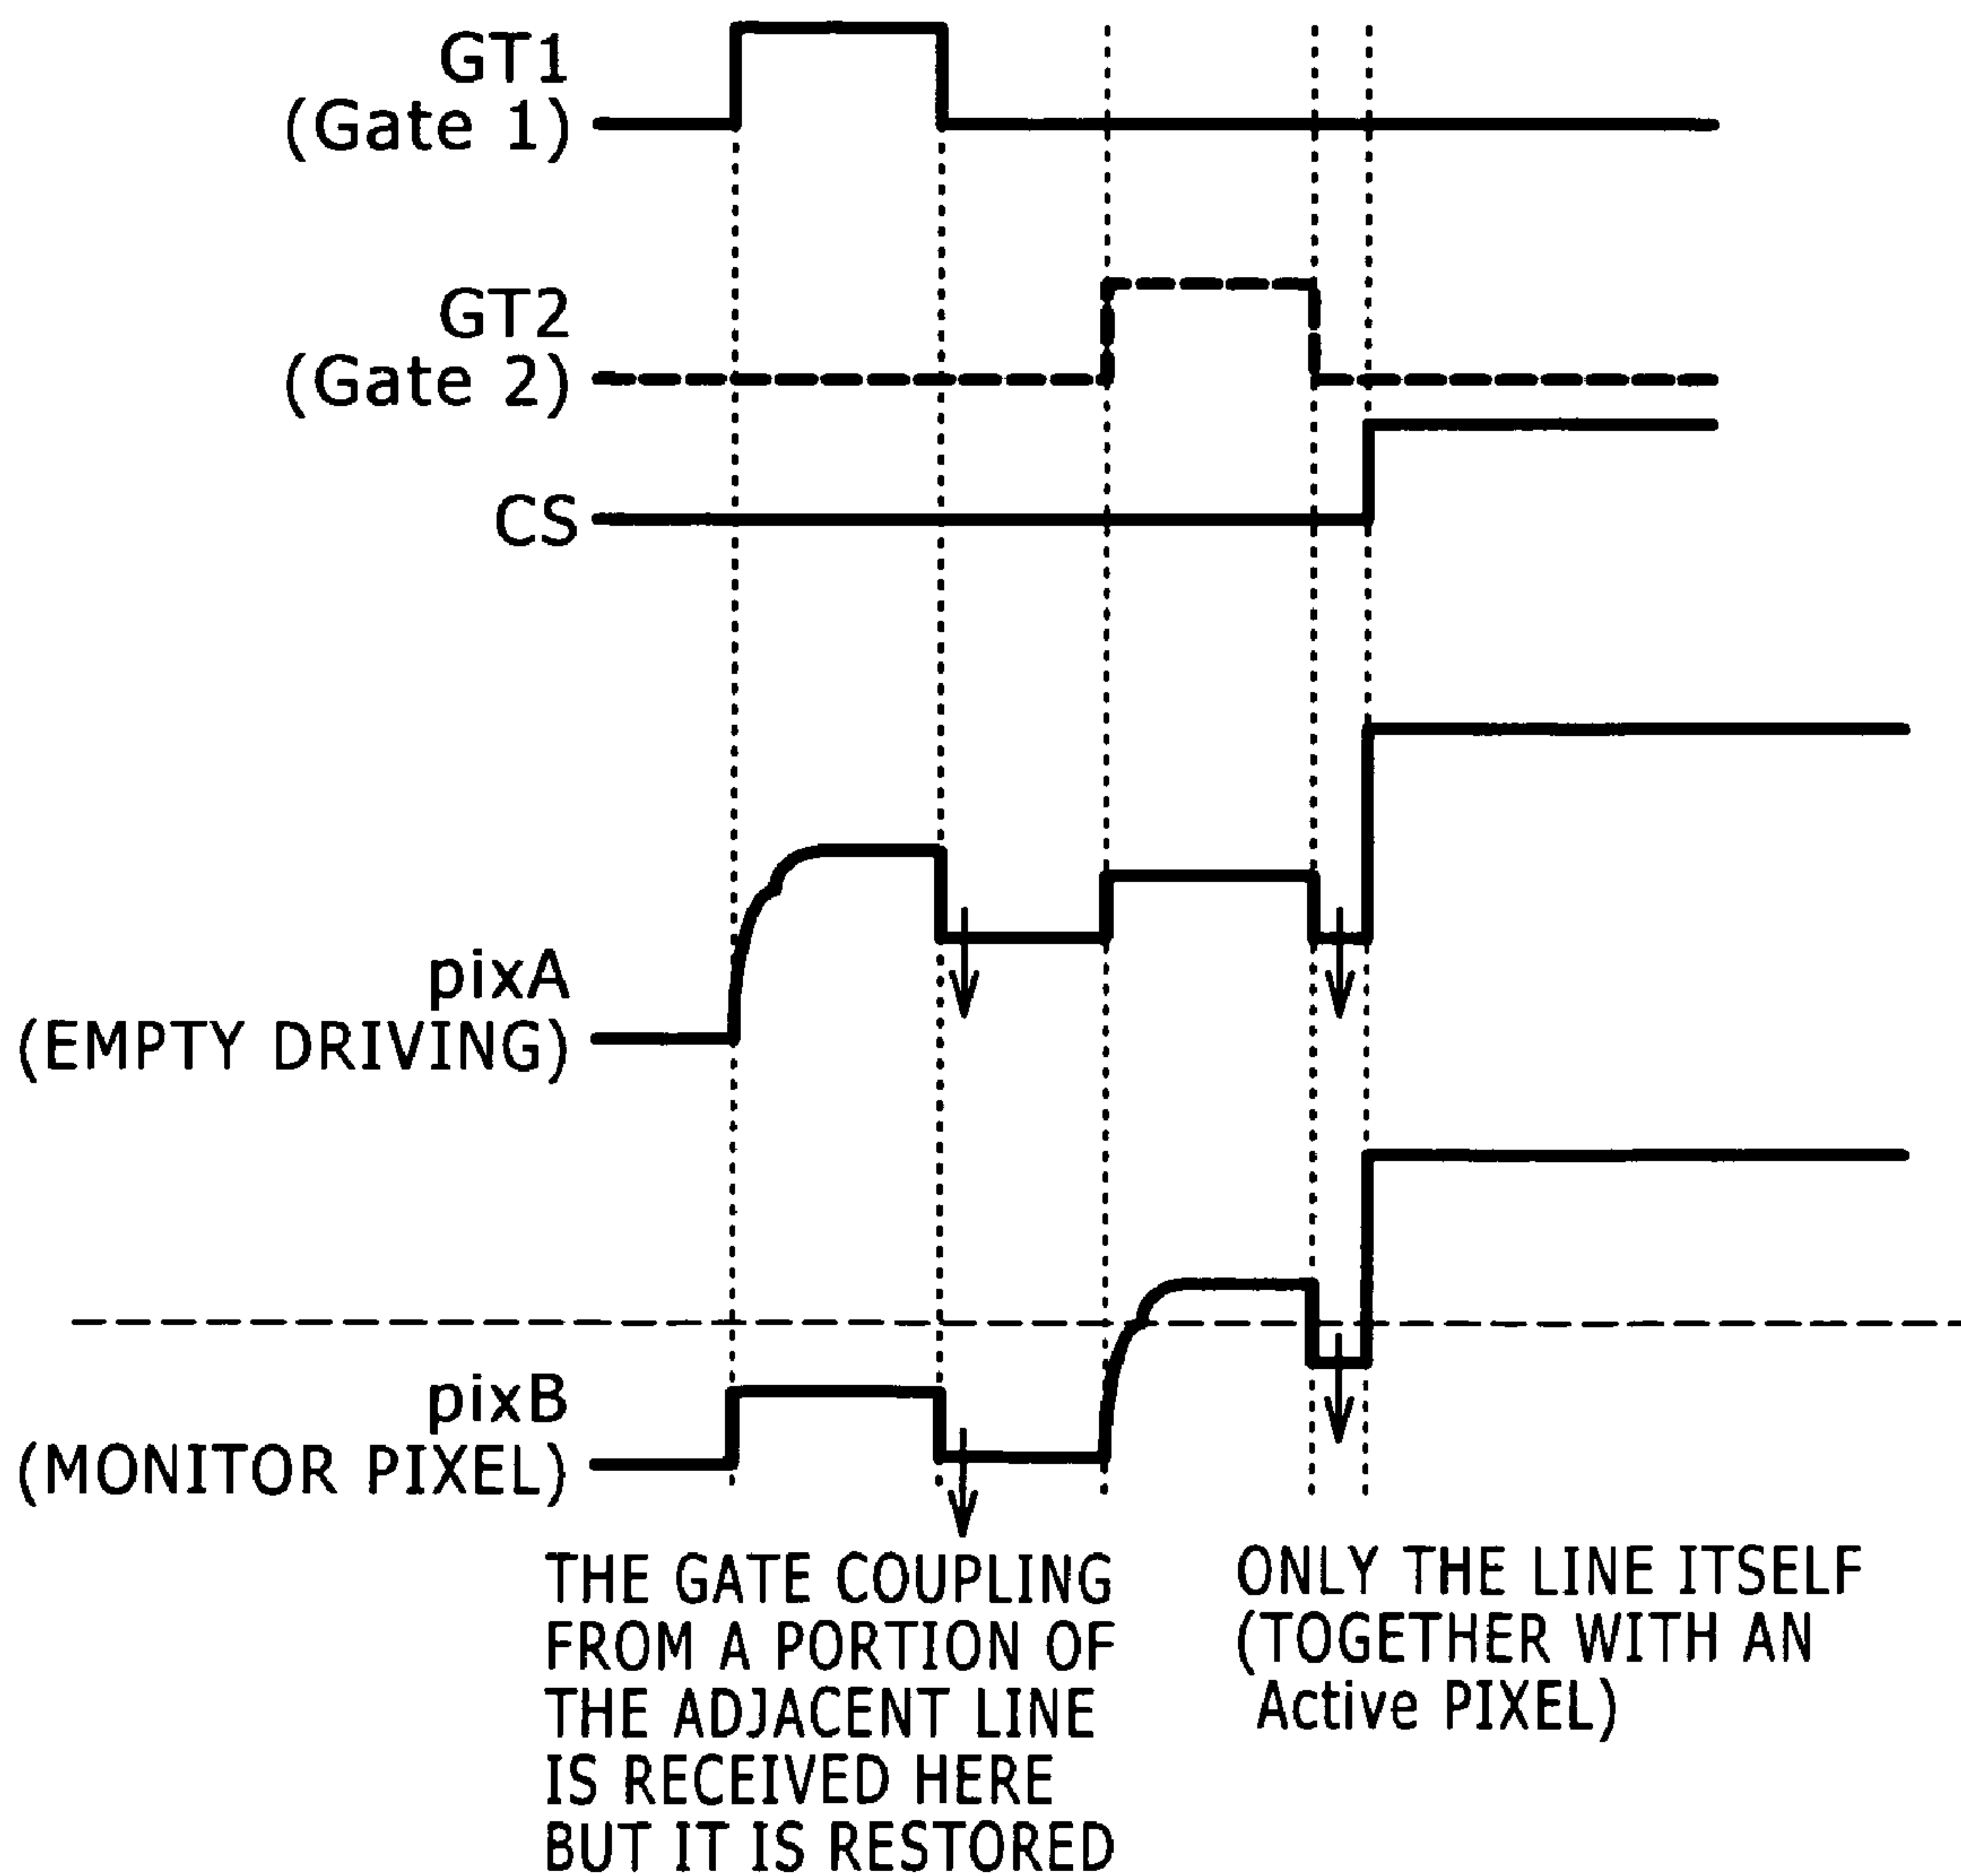 GT1
(Gate 1)
GT2
(Gate 2)
CS
pixA
(EMPTY DRIVING)
pixB
(MONITOR PIXEL)
THE GATE COUPLING
FROM A PORTION OF
THE ADJACENT LINE
IS RECEIVED HERE
BUT IT IS RESTORED
ONLY THE LINE ITSELF
(TOGETHER WITH AN
Active PIXEL)